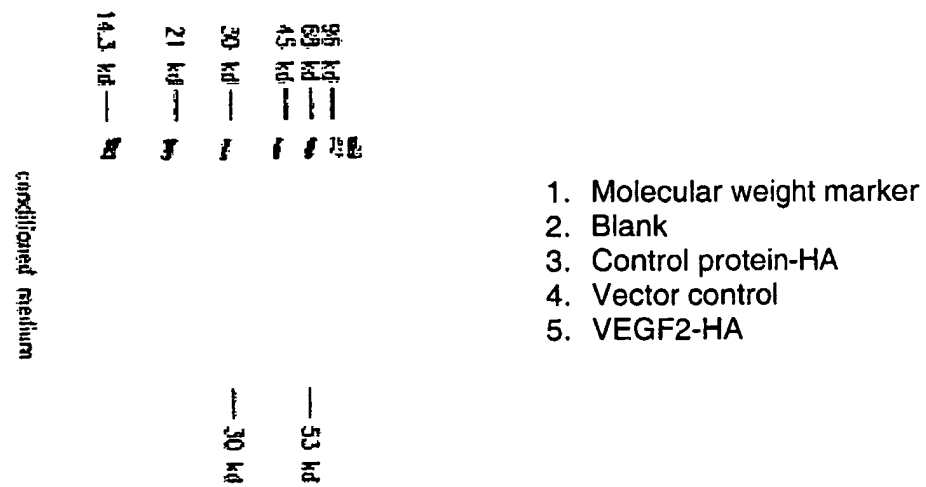 14.3 kd
21 kd
30 kd
45 kd
68 kd
96 kd
conditioned medium
1. Molecular weight marker
2. Blank
3. Control protein-HA
4. Vector control
5. VEGF2-HA
30 kd
53 kd